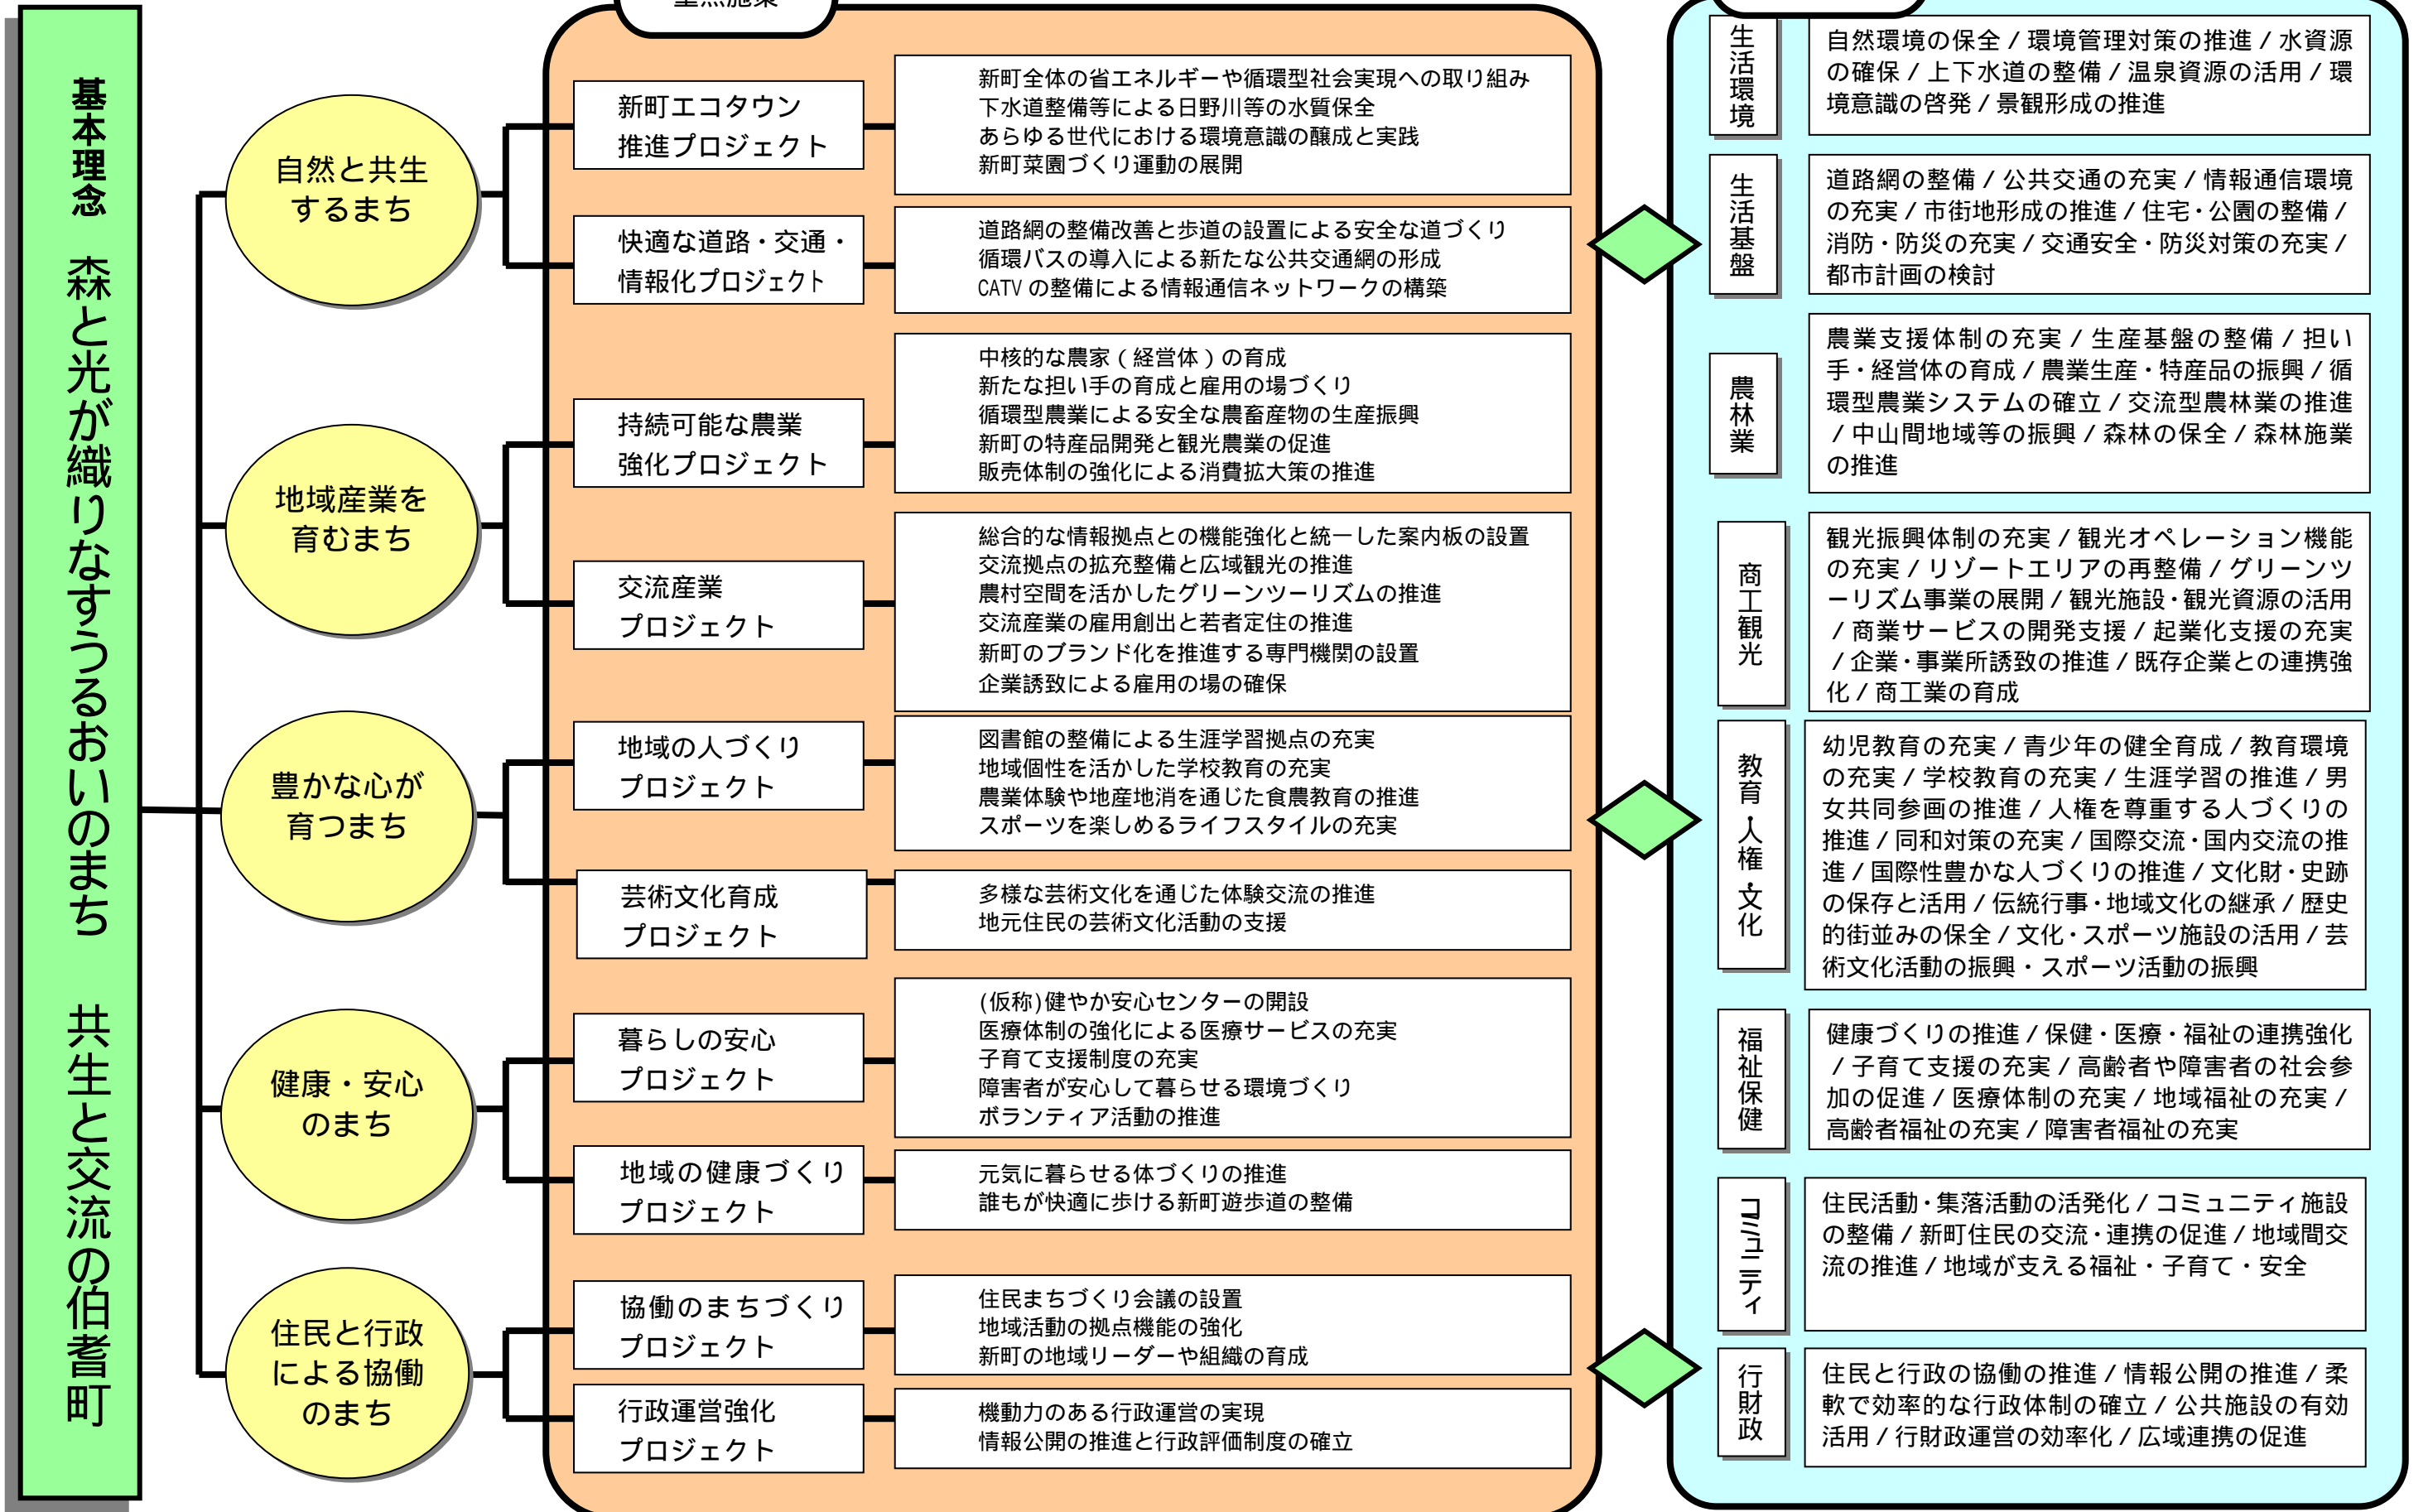 基本理念 森と光が織りなすうるおいのまち 共生と交流の伯耆町
自然と共生
するまち
地域産業を
育むまち
豊かな心が
育つまち
健康・安心
のまち
住民と行政
による協働
のまち
重点施策
新町エコタウン
推進プロジェクト
新町全体の省エネルギーや循環型社会実現への取り組み
下水道整備等による日野川等の水質保全
あらゆる世代における環境意識の醸成と実践
新町菜園づくり運動の展開
快適な道路・交通・
情報化プロジェクト
道路網の整備改善と歩道の設置による安全な道づくり
循環バスの導入による新たな公共交通網の形成
CATVの整備による情報通信ネットワークの構築
持続可能な農業
強化プロジェクト
中核的な農家(経営体)の育成
新たな担い手の育成と雇用の場づくり
循環型農業による安全な農畜産物の生産振興
新町の特産品開発と観光農業の促進
販売体制の強化による消費拡大策の推進
交流産業
プロジェクト
総合的な情報拠点との機能強化と統一した案内板の設置
交流拠点の拡充整備と広域観光の推進
農村空間を活かしたグリーンツーリズムの推進
交流産業の雇用創出と若者定住の推進
新町のブランド化を推進する専門機関の設置
企業誘致による雇用の場の確保
地域の人づくり
プロジェクト
図書館の整備による生涯学習拠点の充実
地域個性を活かした学校教育の充実
農業体験や地産地消を通じた食農教育の推進
スポーツを楽しめるライフスタイルの充実
芸術文化育成
プロジェクト
多様な芸術文化を通じた体験交流の推進
地元住民の芸術文化活動の支援
暮らしの安心
プロジェクト
(仮称)健やか安心センターの開設
医療体制の強化による医療サービスの充実
子育て支援制度の充実
障害者が安心して暮らせる環境づくり
ボランティア活動の推進
地域の健康づくり
プロジェクト
元気に暮らせる体づくりの推進
誰もが快適に歩ける新町遊歩道の整備
協働のまちづくり
プロジェクト
住民まちづくり会議の設置
地域活動の拠点機能の強化
新町の地域リーダーや組織の育成
行政運営強化
プロジェクト
機動力のある行政運営の実現
情報公開の推進と行政評価制度の確立
生活環境
自然環境の保全/環境管理対策の推進/水資源
の確保/上下水道の整備/温泉資源の活用/環
境意識の啓発/景観形成の推進
生活基盤
道路網の整備/公共交通の充実/情報通信環境
の充実/市街地形成の推進/住宅・公園の整備/
消防・防災の充実/交通安全・防災対策の充実/
都市計画の検討
農林業
農業支援体制の充実/生産基盤の整備/担い
手・経営体の育成/農業生産・特産品の振興/循
環型農業システムの確立/交流型農林業の推進
/中山間地域等の振興/森林の保全/森林施業
の推進
商工観光
観光振興体制の充実/観光オペレーション機能
の充実/リゾートエリアの再整備/グリーンツ
ーリズム事業の展開/観光施設・観光資源の活用
/商業サービスの開発支援/起業化支援の充実
/企業・事業所誘致の推進/既存企業との連携強
化/商工業の育成
教育・人権・文化
幼児教育の充実/青少年の健全育成/教育環境
の充実/学校教育の充実/生涯学習の推進/男
女共同参画の推進/人権を尊重する人づくりの
推進/同和対策の充実/国際交流・国内交流の推
進/国際性豊かな人づくりの推進/文化財・史跡
の保存と活用/伝統行事・地域文化の継承/歴史
的街並みの保全/文化・スポーツ施設の活用/芸
術文化活動の振興・スポーツ活動の振興
福祉保健
健康づくりの推進/保健・医療・福祉の連携強化
/子育て支援の充実/高齢者や障害者の社会参
加の促進/医療体制の充実/地域福祉の充実/
高齢者福祉の充実/障害者福祉の充実
コミュニティ
住民活動・集落活動の活発化/コミュニティ施設
の整備/新町住民の交流・連携の促進/地域間交
流の推進/地域が支える福祉・子育て・安全
行財政
住民と行政の協働の推進/情報公開の推進/柔
軟で効率的な行政体制の確立/公共施設の有効
活用/行財政運営の効率化/広域連携の促進